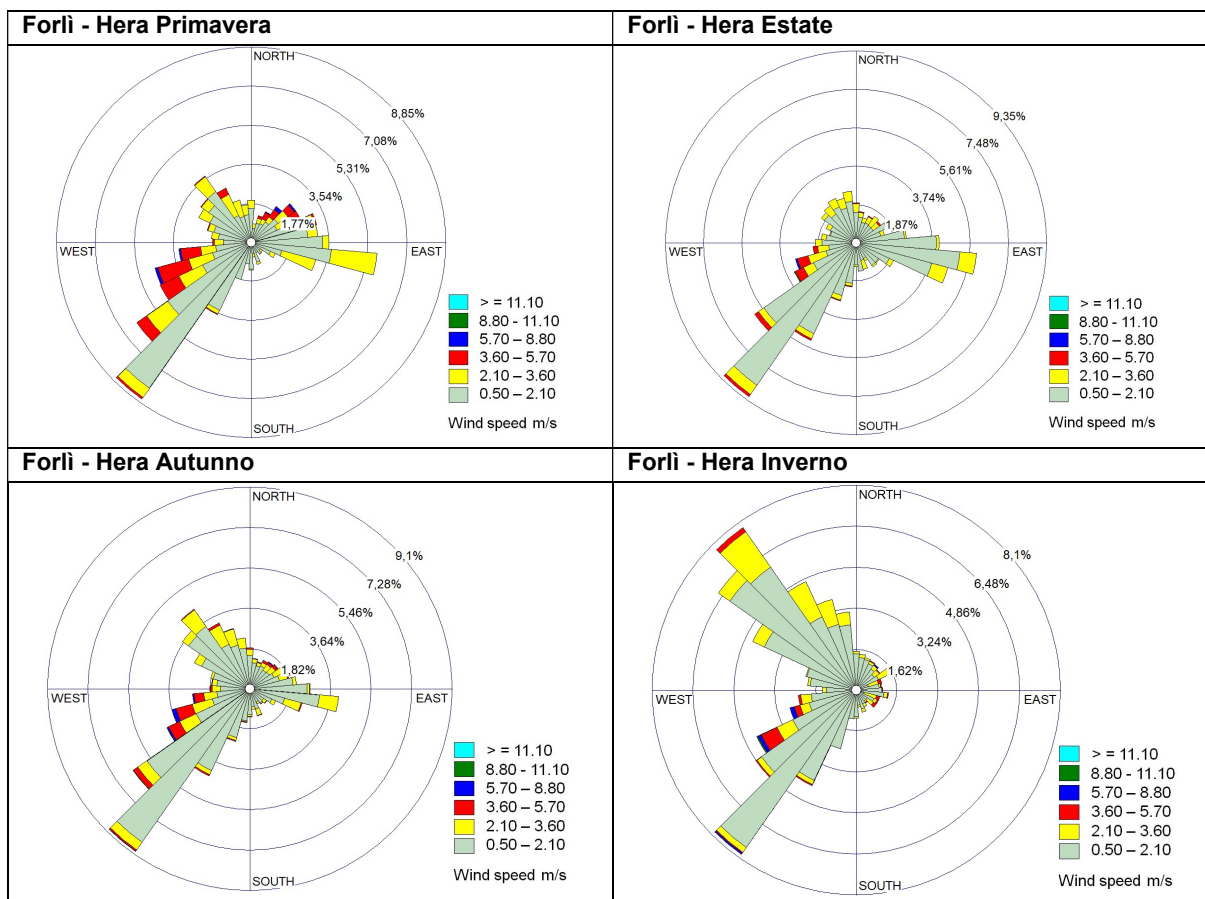 Forlì - Hera Primavera
NORTH
8,85%
7,08%
5,31%
3,54%
1,77%
WEST
EAST
SOUTH
> = 11.10
8.80 - 11.10
5.70 – 8.80
3.60 – 5.70
2.10 – 3.60
0.50 – 2.10
Wind speed m/s
Forlì - Hera Estate
NORTH
9,35%
7,48%
5,61%
3,74%
1,87%
WEST
EAST
SOUTH
> = 11.10
8.80 - 11.10
5.70 – 8.80
3.60 – 5.70
2.10 – 3.60
0.50 – 2.10
Wind speed m/s
Forlì - Hera Autunno
NORTH
9,1%
7,28%
5,46%
3,64%
1,82%
WEST
EAST
SOUTH
> = 11.10
8.80 - 11.10
5.70 – 8.80
3.60 – 5.70
2.10 – 3.60
0.50 – 2.10
Wind speed m/s
Forlì - Hera Inverno
NORTH
8,1%
6,48%
4,86%
3,24%
1,62%
WEST
EAST
SOUTH
> = 11.10
8.80 - 11.10
5.70 – 8.80
3.60 – 5.70
2.10 – 3.60
0.50 – 2.10
Wind speed m/s